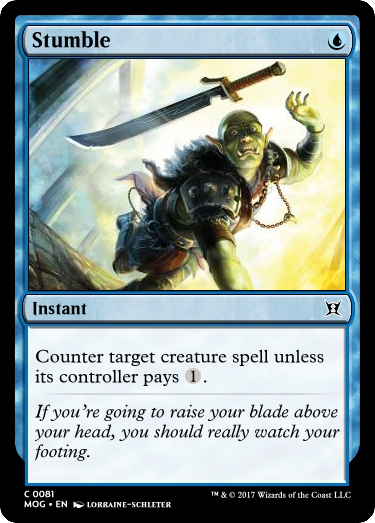 Stumble
Instant
Counter target creature spell unless
its controller pays 1.
If you're going to raise your blade above
your head, you should really watch your
footing.
C 0081
MOG • EN LORRAINE-SCHLETER
™ & © 2017 Wizards of the Coast LLC